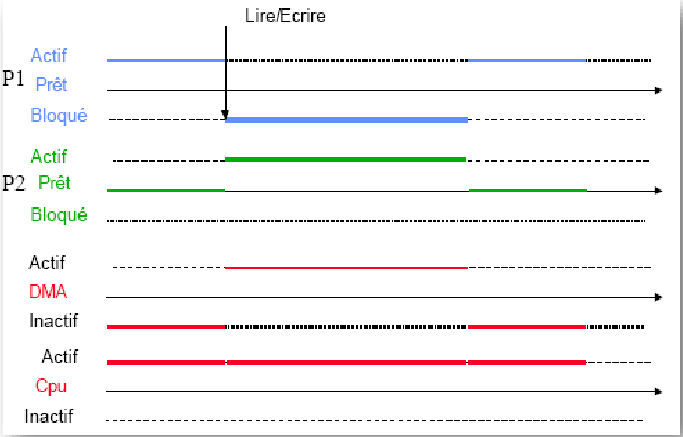 Lire/Ecrire
Actif
P1 Prêt
Bloqué
Actif
P2 Prêt
Bloqué
Actif
DMA
Inactif
Actif
Cpu
Inactif